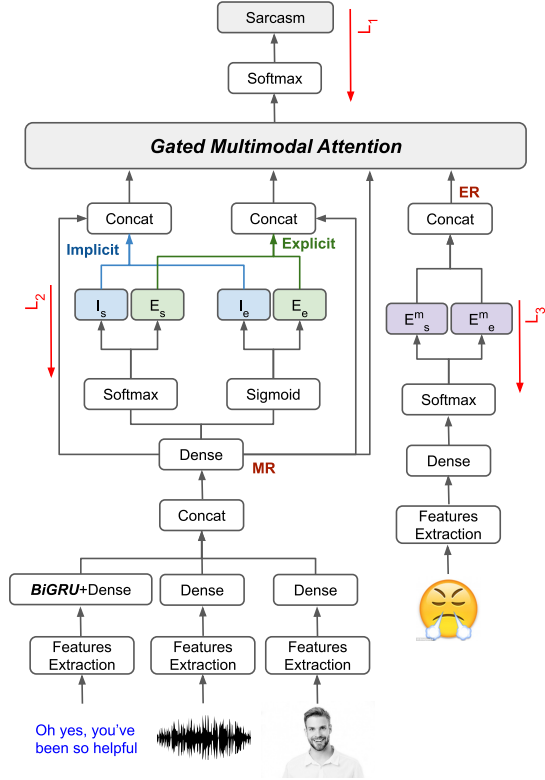 Sarcasm
L1
Softmax
Gated Multimodal Attention
ER
Concat
Concat
Concat
Implicit
Explicit
L2
Is
Es
Ie
Ee
Ems
Eme
L3
Softmax
Sigmoid
Softmax
Dense
MR
Dense
Concat
Features
Extraction
BiGRU+Dense
Dense
Dense
Features
Extraction
Features
Extraction
Features
Extraction
Oh yes, you've
been so helpful